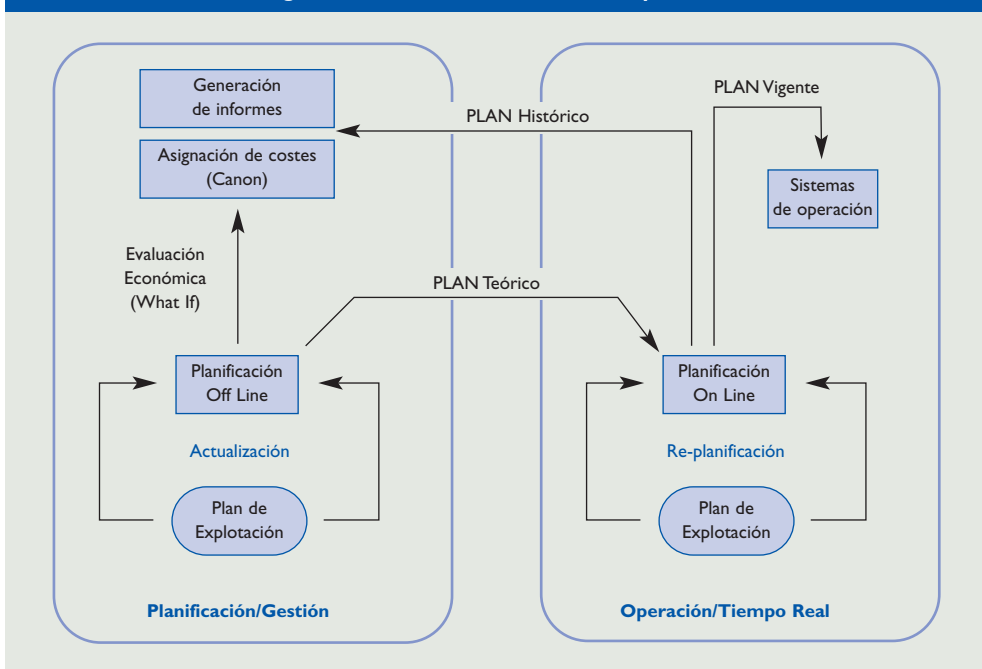 Generación
de informes
Asignación de costes
(Canon)
Evaluación
Económica
(What If)
Planificación
Off Line
Actualización
Plan de
Explotación
Planificación/Gestión
PLAN Histórico
PLAN Teórico
PLAN Vigente
Sistemas
de operación
Planificación
On Line
Re-planificación
Plan de
Explotación
Operación/Tiempo Real